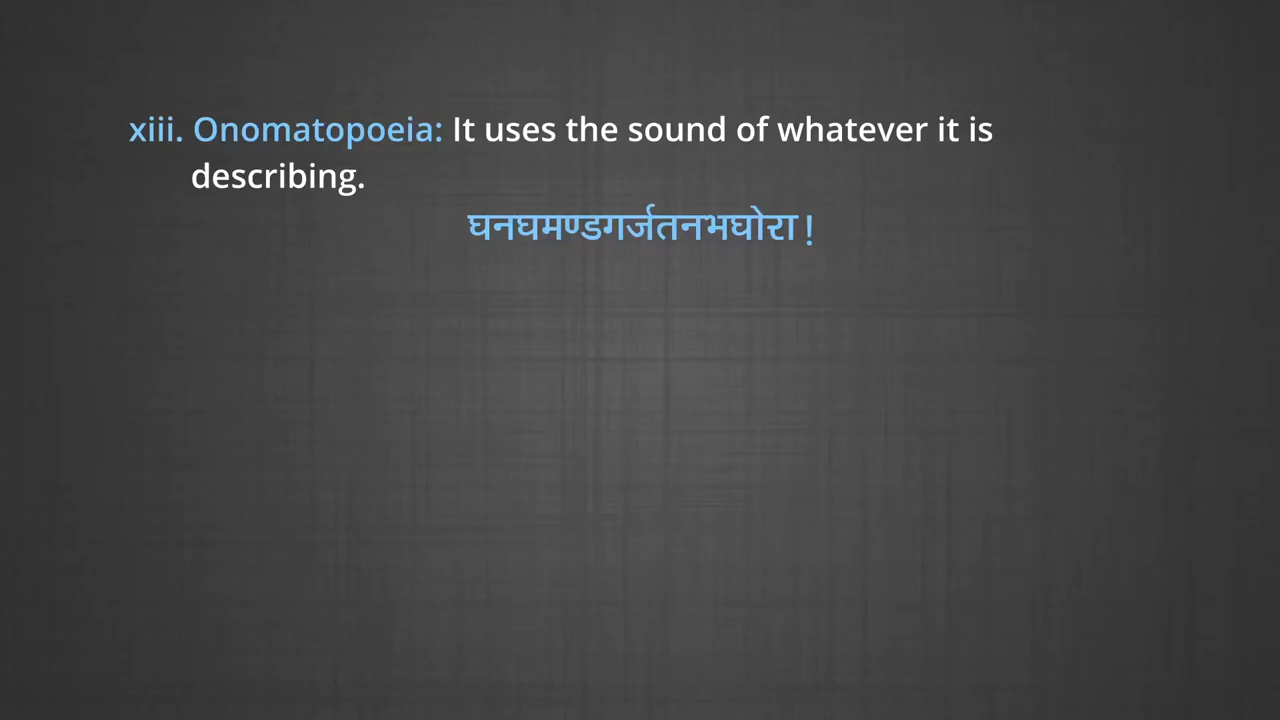 xiii. Onomatopoeia: It uses the sound of whatever it is
describing.
घनघमण्डगर्जतनभघोरा !